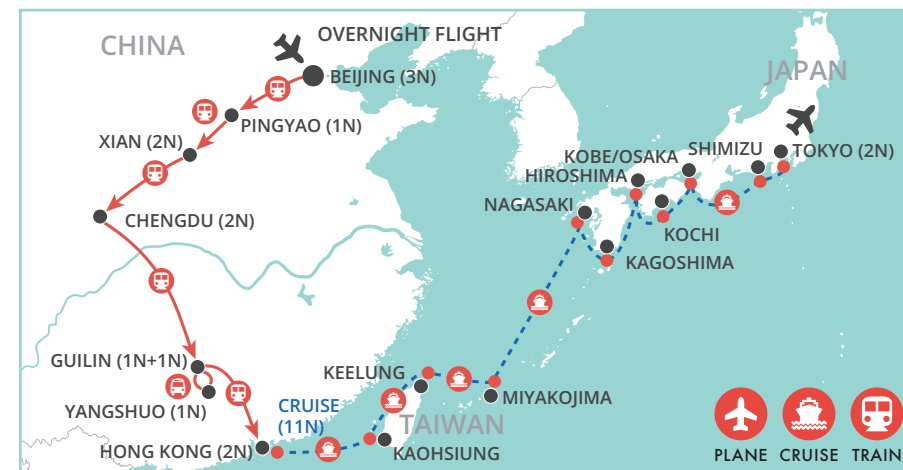 CHINA
OVERNIGHT FLIGHT
BEIJING (3N)
JAPAN
PINGYAO (1N)
XIAN (2N)
SHIMIZU
TOKYO (2N)
KOBE/OSAKA
HIROSHIMA
NAGASAKI
CHENGDU (2N)
KOCHI
KAGOSHIMA
GUILIN (1N+1N)
KEELUNG
YANGSHUO (1N)
CRUISE
(11N)
MIYAKOJIMA
TAIWAN
HONG KONG (2N)
KAOHSIUNG
PLANE
CRUISE
TRAIN